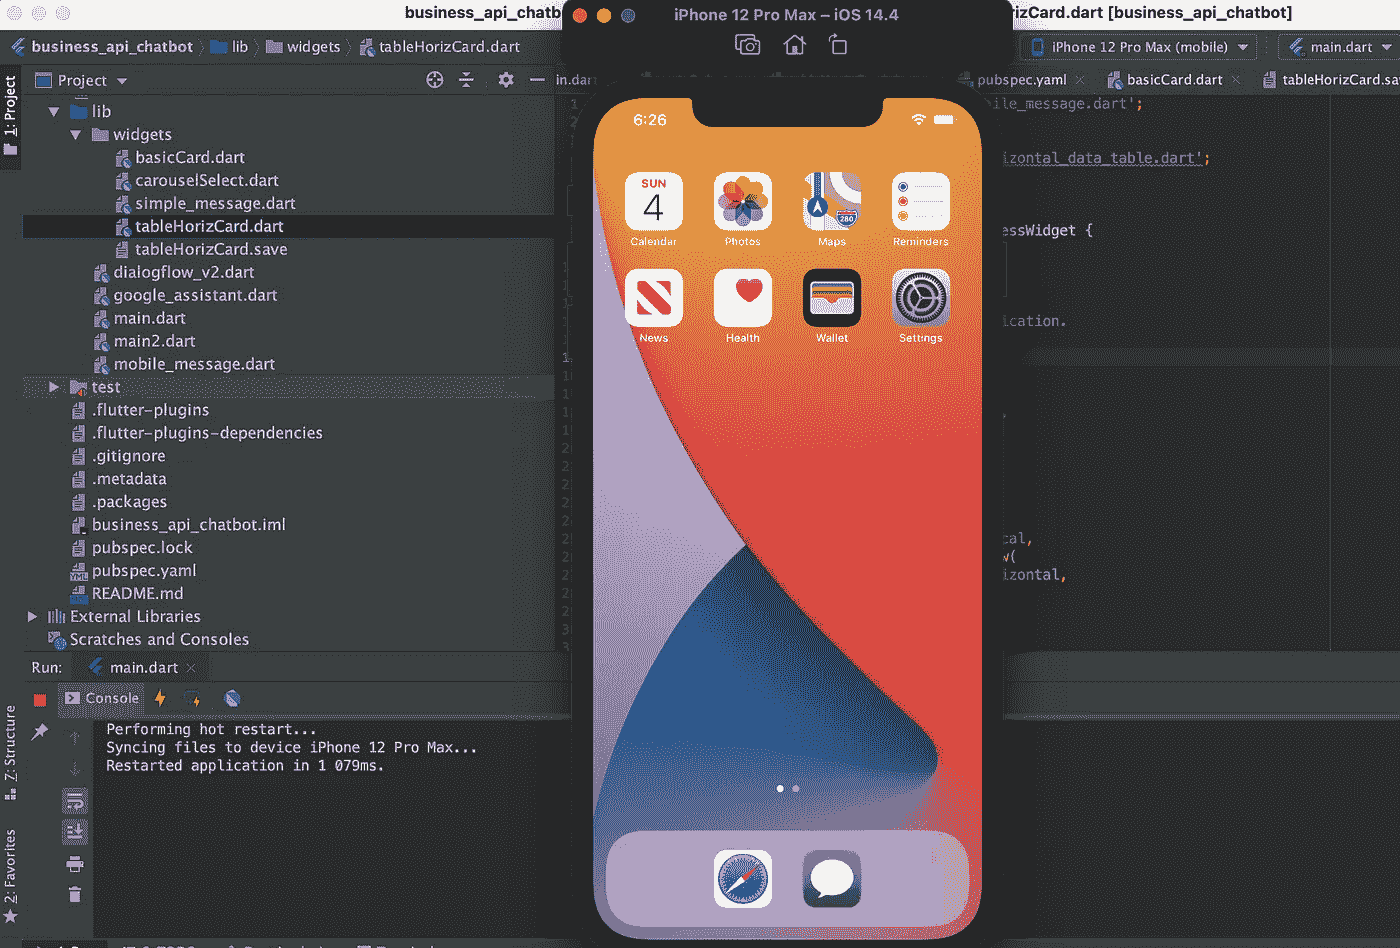 business_api_chatb
iPhone 12 Pro Max – iOS 14.4
rizCard.dart [business_api_chatbot]
business_api_chatbot
lib
widgets
tableHorizCard.dart
iPhone 12 Pro Max (mobile)
main.dart
1: Project
Project
in.dart
pubspec.yaml
basicCard.dart
tableHorizCard.sa
lib
widgets
basicCard.dart
carouselSelect.dart
simple_message.dart
tableHorizCard.dart
tableHorizCard.save
dialogflow_v2.dart
google_assistant.dart
main.dart
main2.dart
mobile_message.dart
test
.flutter-plugins
.flutter-plugins-dependencies
.gitignore
.metadata
.packages
business_api_chatbot.iml
pubspec.lock
pubspec.yaml
README.md
External Libraries
Scratches and Consoles
6:26
SUN
4
280
Calendar
Photos
Maps
Reminders
News
Health
Wallet
Settings
bile_message.dart';
izontal_data_table.dart';
essWidget {
ication.
cal,
w(
izontal,
Run:
main.dart
Console
Performing hot restart...
Syncing files to device iPhone 12 Pro Max...
Restarted application in 1 079ms.
Z: Structure
2: Favorites